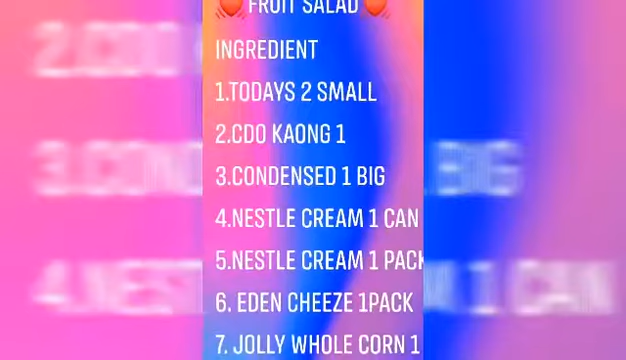 FRUIT SALAD
INGREDIENT
1.TODAYS 2 SMALL
2.CDO KAONG 1
3.CONDENSED 1 BIG
4.NESTLE CREAM 1 CAN
5.NESTLE CREAM 1 PACK
6. EDEN CHEEZE 1PACK
7. JOLLY WHOLE CORN 1